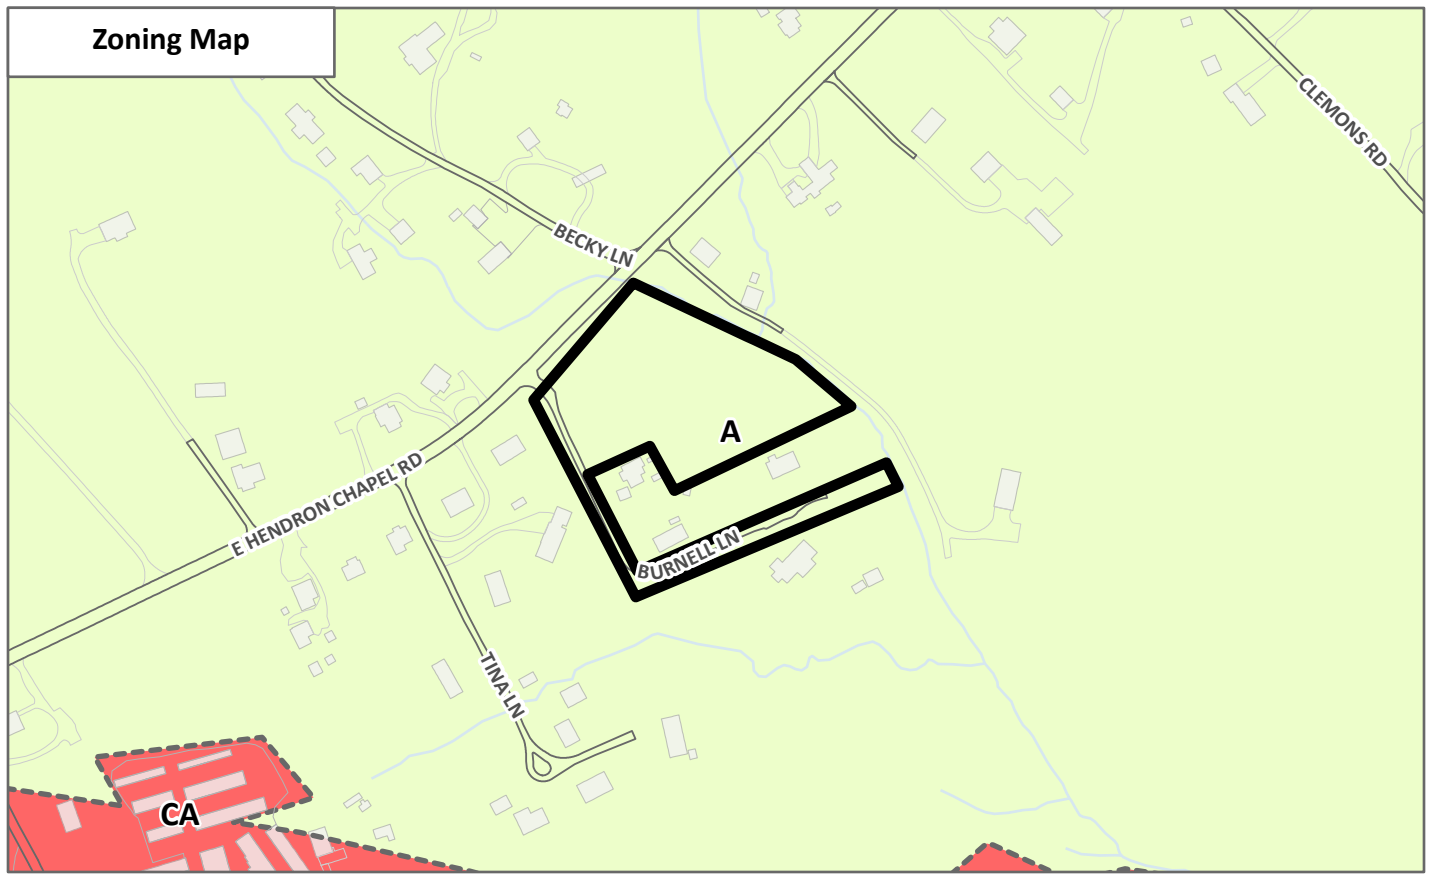 Zoning Map
CLEMONS RD
BECKY LN
A
E HENDRON CHAPEL RD
BURNELL LN
TINA LN
CA